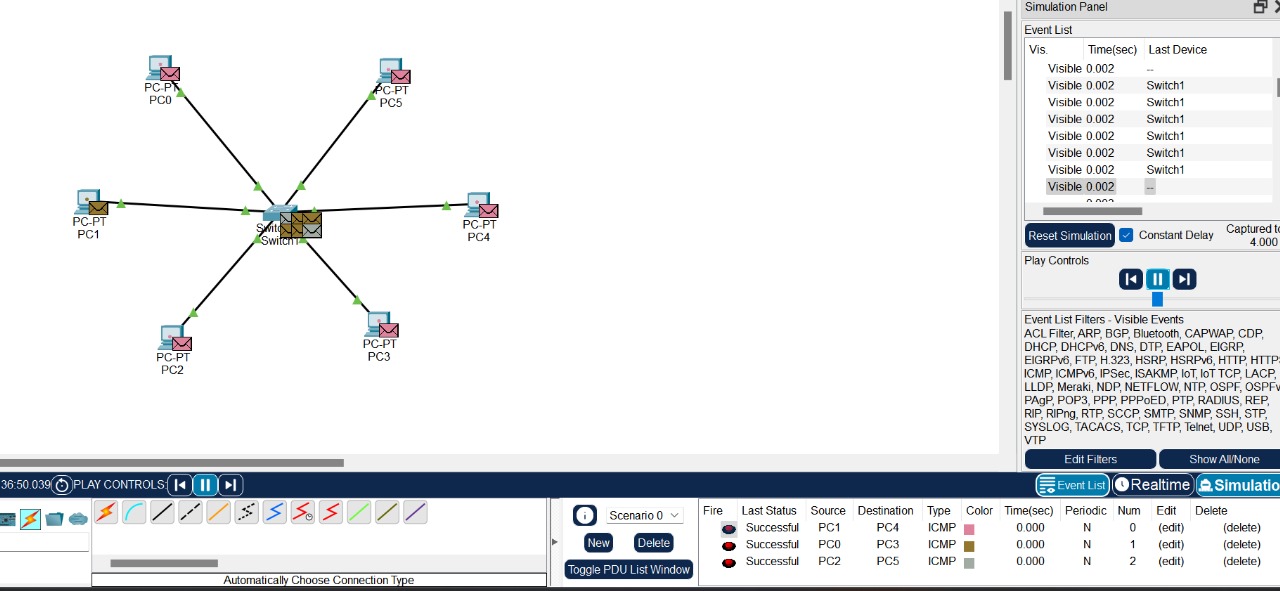 Simulation Panel
Event List
Vis. Time(sec) Last Device
Visible 0.002 --
Visible 0.002 Switch1
Visible 0.002 Switch1
Visible 0.002 Switch1
Visible 0.002 Switch1
Visible 0.002 Switch1
Visible 0.002 Switch1
Visible 0.002 --
Reset Simulation Constant Delay Captured to
4.000
Play Controls
Event List Filters - Visible Events
ACL Filter, ARP, BGP, Bluetooth, CAPWAP, CDP,
DHCP, DHCPv6, DNS, DTP, EAPOL, EIGRP,
EIGRPv6, FTP, H.323, HSRP, HSRPv6, HTTP, HTTPS
ICMP, ICMPv6, IPSec, ISAKMP, IoT, IoT TCP, LACP,
LLDP, Meraki, NDP, NETFLOW, NTP, OSPF, OSPFv
PAgP, POP3, PPP, PPPoED, PTP, RADIUS, REP,
RIP, RIPng, RTP, SCCP, SMTP, SNMP, SSH, STP,
SYSLOG, TACACS, TCP, TFTP, Telnet, UDP, USB,
VTP
Edit Filters Show All/None
PC-PT
PC0
PC-PT
PC5
PC-PT
PC1
Switch1
PC-PT
PC4
PC-PT
PC2
PC-PT
PC3
36:50.039 PLAY CONTROLS: Event List Realtime Simulatio
Scenario 0
New Delete
Toggle PDU List Window
Fire Last Status Source Destination Type Color Time(sec) Periodic Num Edit Delete
Successful PC1 PC4 ICMP 0.000 N 0 (edit) (delete)
Successful PC0 PC3 ICMP 0.000 N 1 (edit) (delete)
Successful PC2 PC5 ICMP 0.000 N 2 (edit) (delete)
Automatically Choose Connection Type